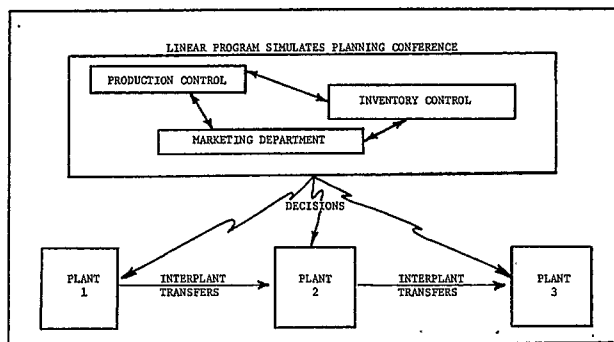 LINEAR PROGRAM SIMULATES PLANNING CONFERENCE
PRODUCTION CONTROL
INVENTORY CONTROL
MARKETING DEPARTMENT
DECISIONS
PLANT
1
INTERPLANT
TRANSFERS
PLANT
2
INTERPLANT
TRANSFERS
PLANT
3